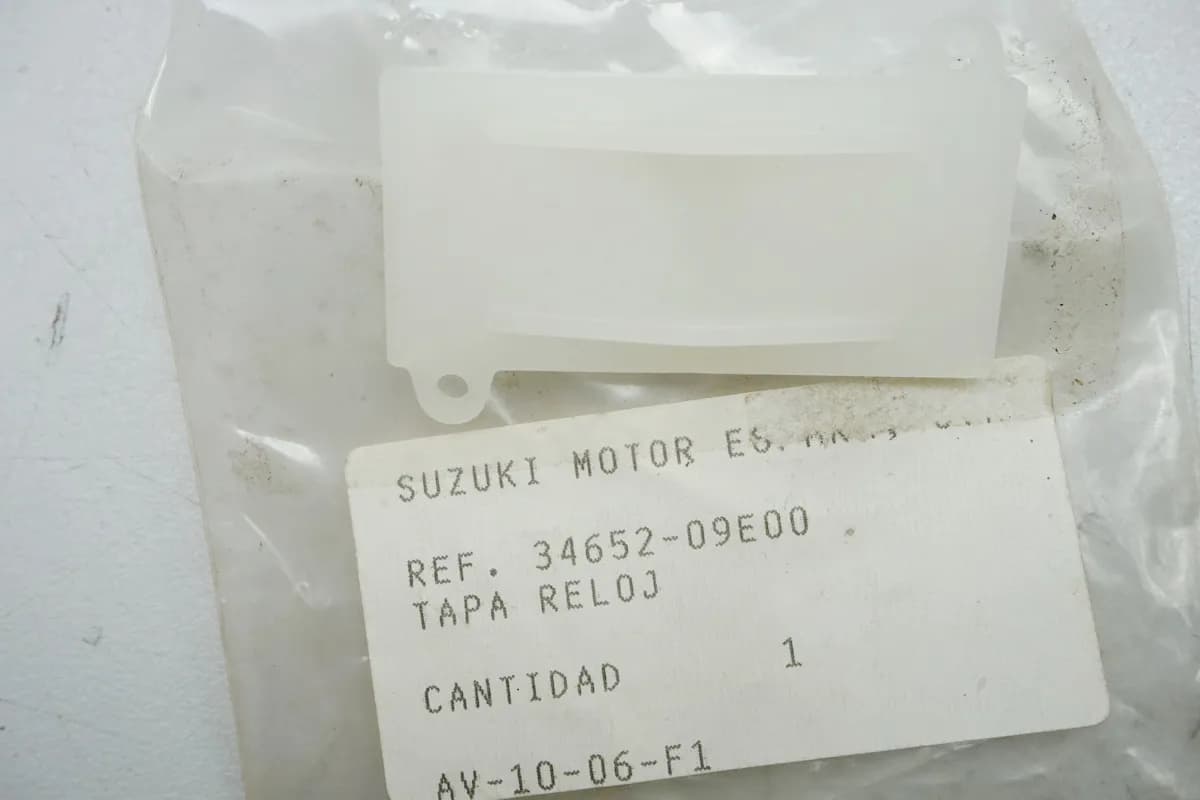 SUZUKI MOTOR
REF. 34652-09E00
TAPA RELOJ
CANTIDAD 1
AV-10-06-F1